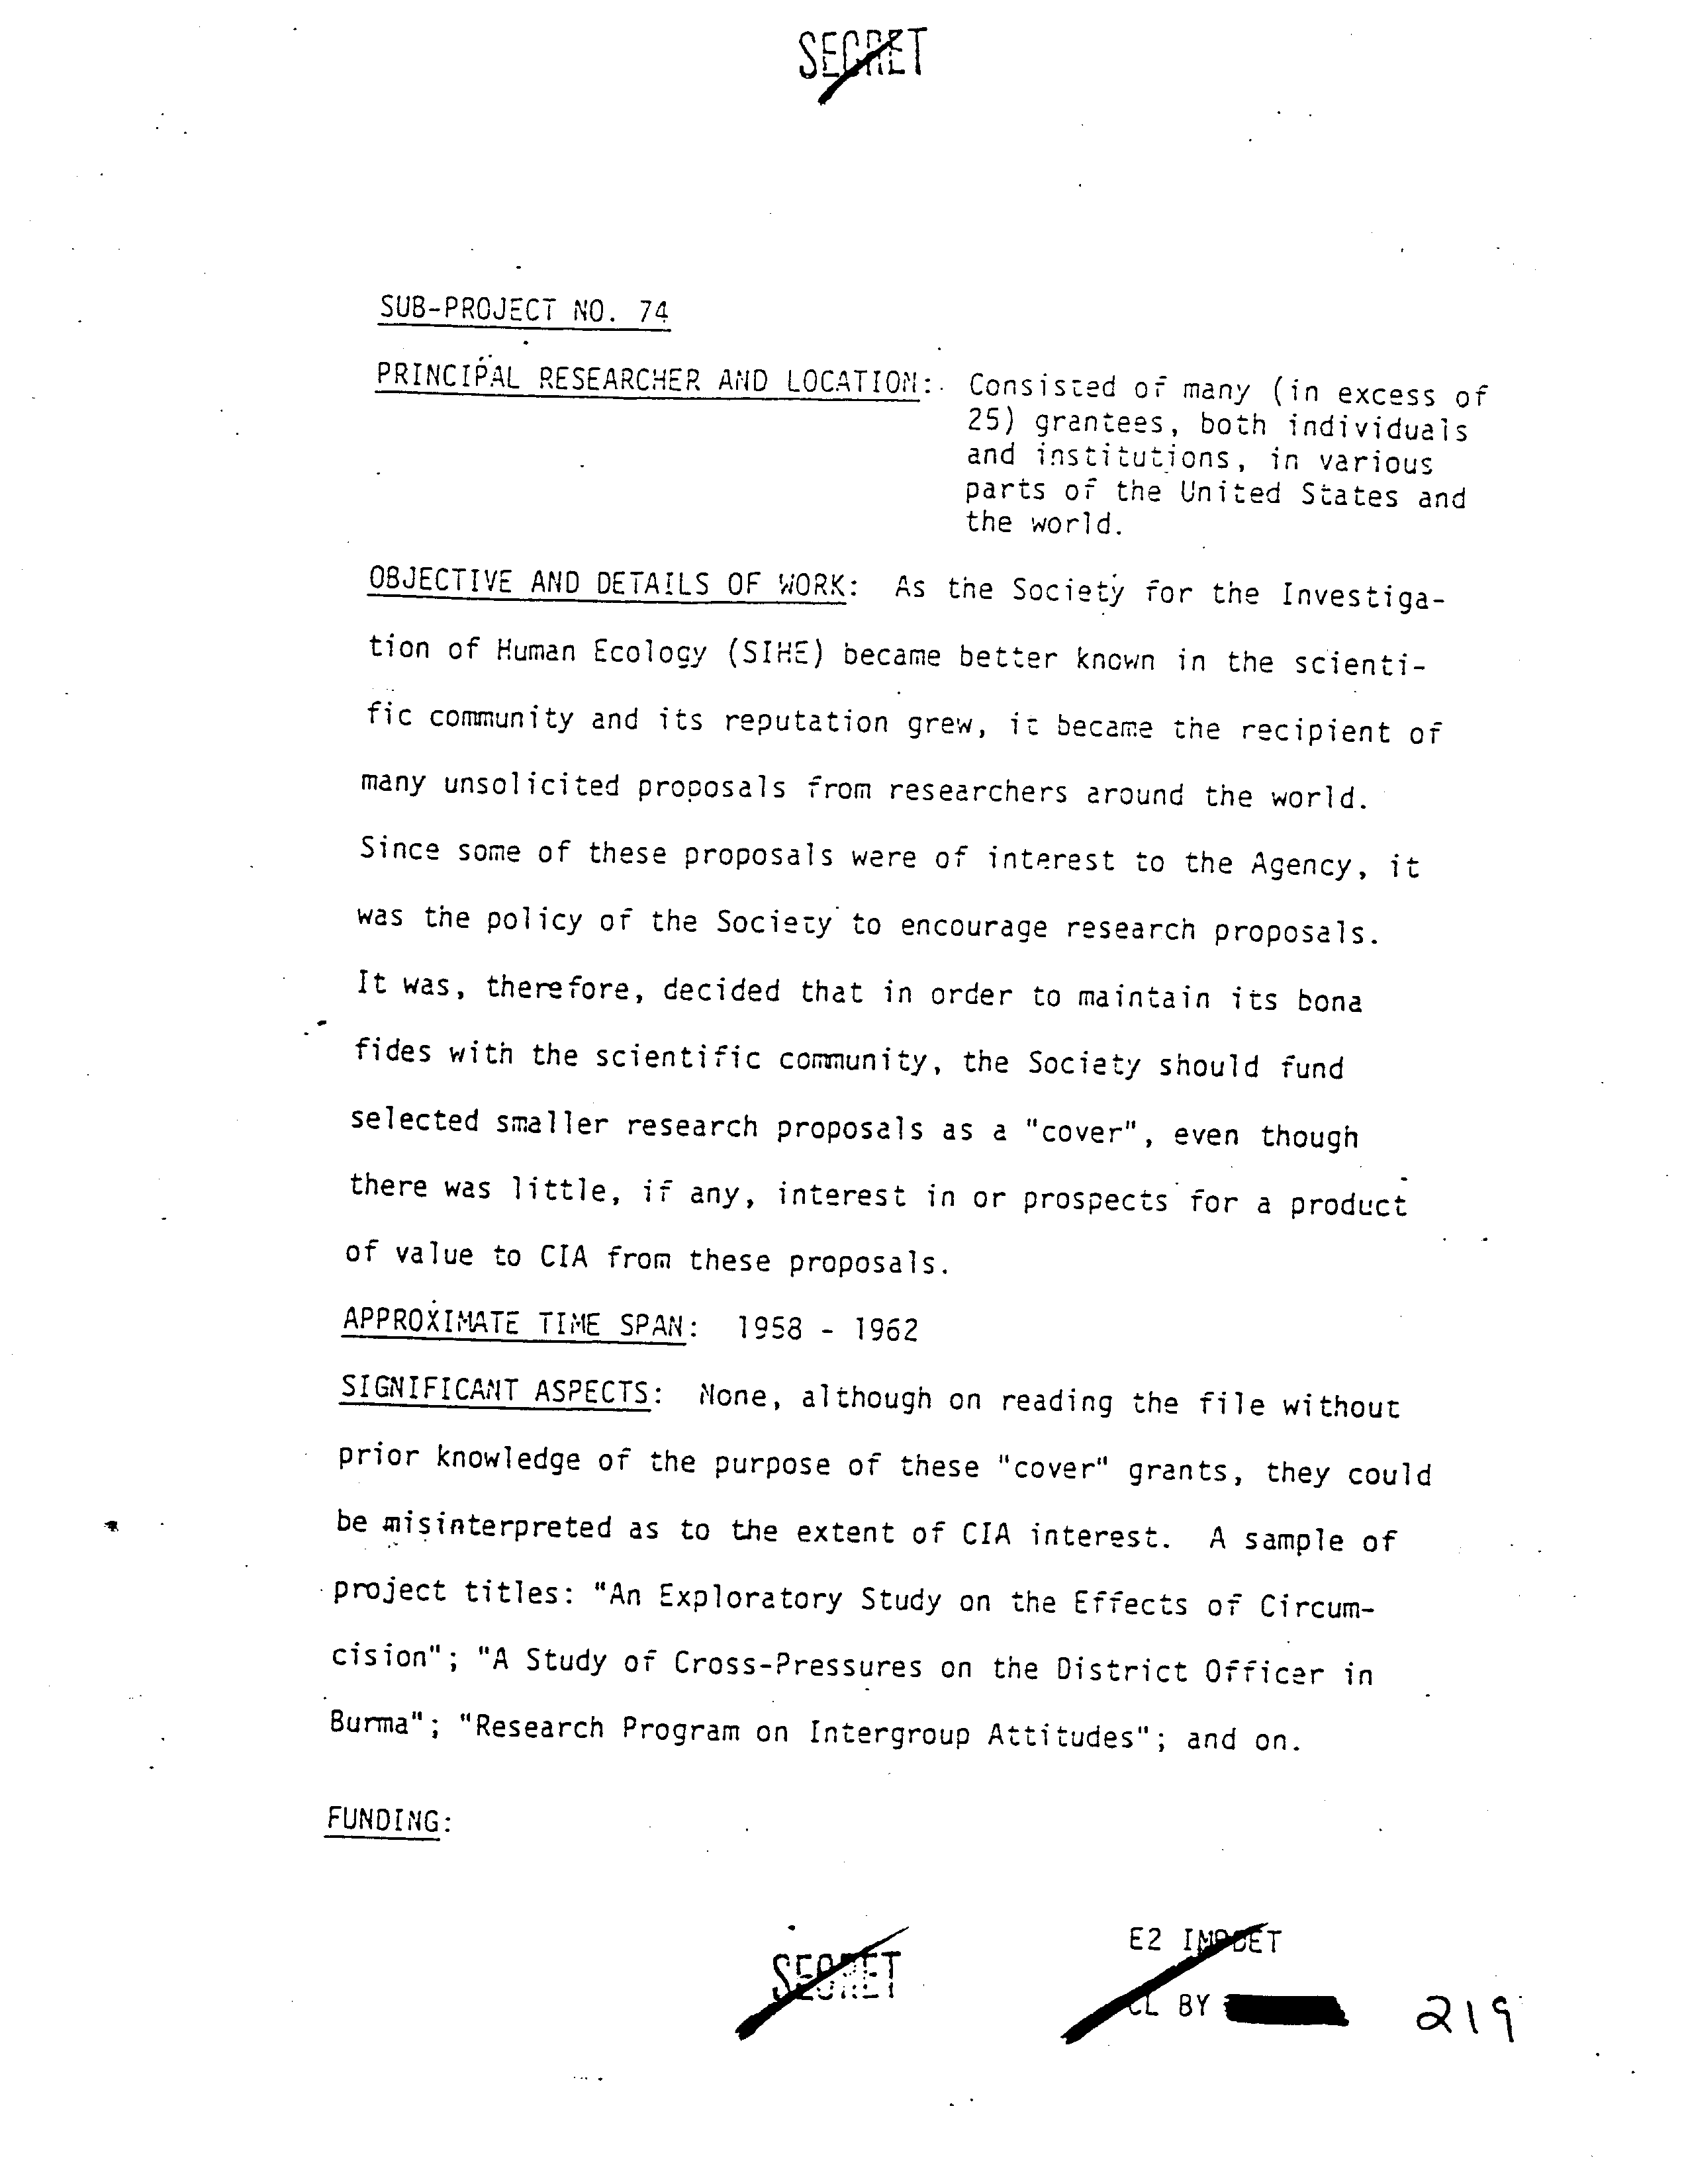 SECRET
SUB-PROJECT NO. 74
PRINCIPAL RESEARCHER AND LOCATION: Consisted of many (in excess of
25) grantees, both individuals
and institutions, in various
parts of the United States and
the world.
OBJECTIVE AND DETAILS OF WORK: As the Society for the Investiga-
tion of Human Ecology (SIHE) became better known in the scienti-
fic community and its reputation grew, it became the recipient of
many unsolicited proposals from researchers around the world.
Since some of these proposals were of interest to the Agency, it
was the policy of the Society to encourage research proposals.
It was, therefore, decided that in order to maintain its bona
fides with the scientific community, the Society should fund
selected smaller research proposals as a "cover", even though
there was little, if any, interest in or prospects for a product
of value to CIA from these proposals.
APPROXIMATE TIME SPAN: 1958 - 1962
SIGNIFICANT ASPECTS: None, although on reading the file without
prior knowledge of the purpose of these "cover" grants, they could
be misinterpreted as to the extent of CIA interest. A sample of
project titles: "An Exploratory Study on the Effects of Circum-
cision"; "A Study of Cross-Pressures on the District Officer in
Burma"; "Research Program on Intergroup Attitudes"; and on.
FUNDING:
SECRET
E2 IMPDET
CL BY
219